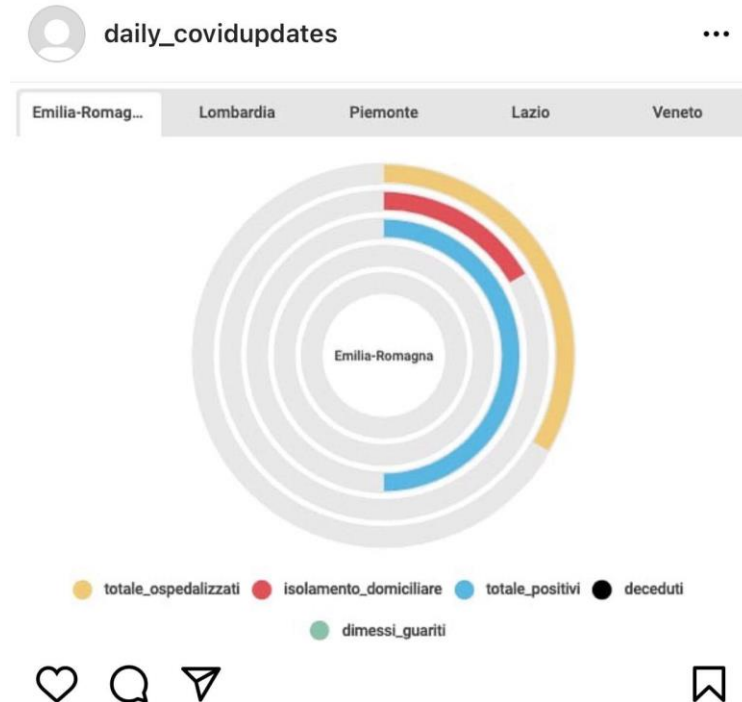 daily_covidupdates
Emilia-Romag... Lombardia Piemonte Lazio Veneto
Emilia-Romagna
totale_ospedalizzati isolamento_domiciliare totale_positivi deceduti
dimessi_guariti